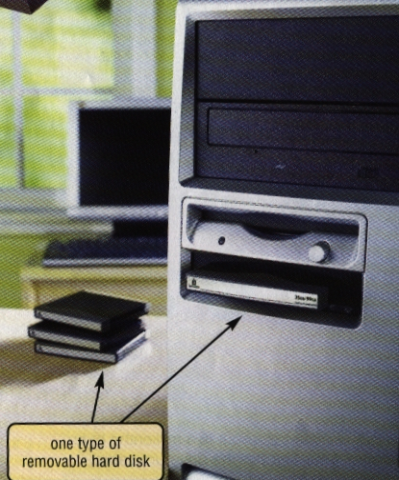 one type of
removable hard disk